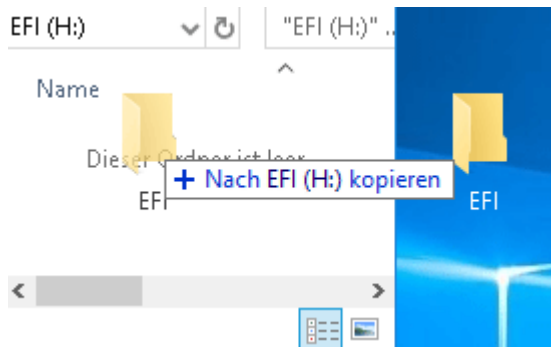 EFI (H:)
"EFI (H:)" ...
Name
Dieser Ordner ist leer.
+ Nach EFI (H:) kopieren
EFI
EFI